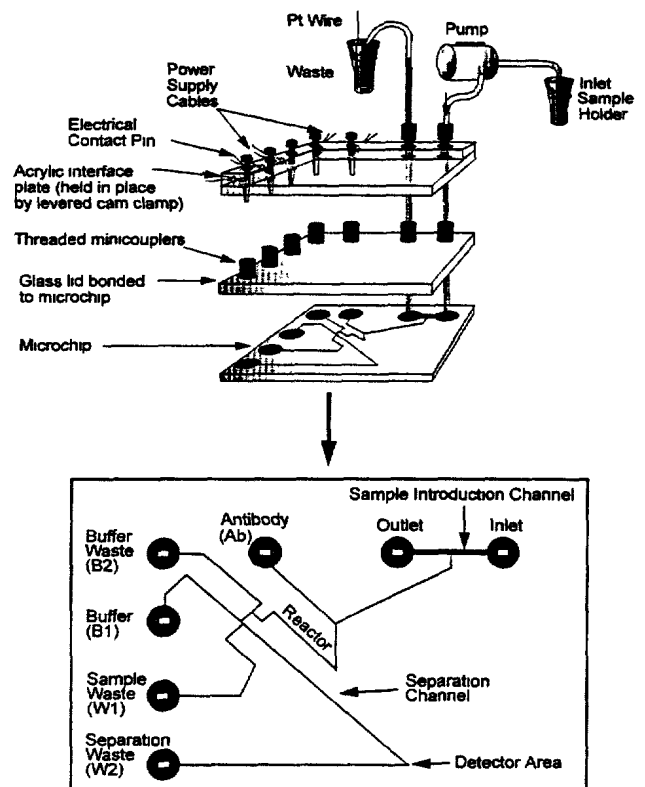 Pt Wire
Pump
Waste
Power
Supply
Cables
Inlet
Sample
Holder
Electrical
Contact Pin
Acrylic interface
plate (held in place
by levered cam clamp)
Threaded minicouplers
Glass lid bonded
to microchip
Microchip
Sample Introduction Channel
Buffer
Waste
(B2)
Antibody
(Ab)
Outlet
Inlet
Buffer
(B1)
Reactor
Sample
Waste
(W1)
Separation
Channel
Separation
Waste
(W2)
Detector Area